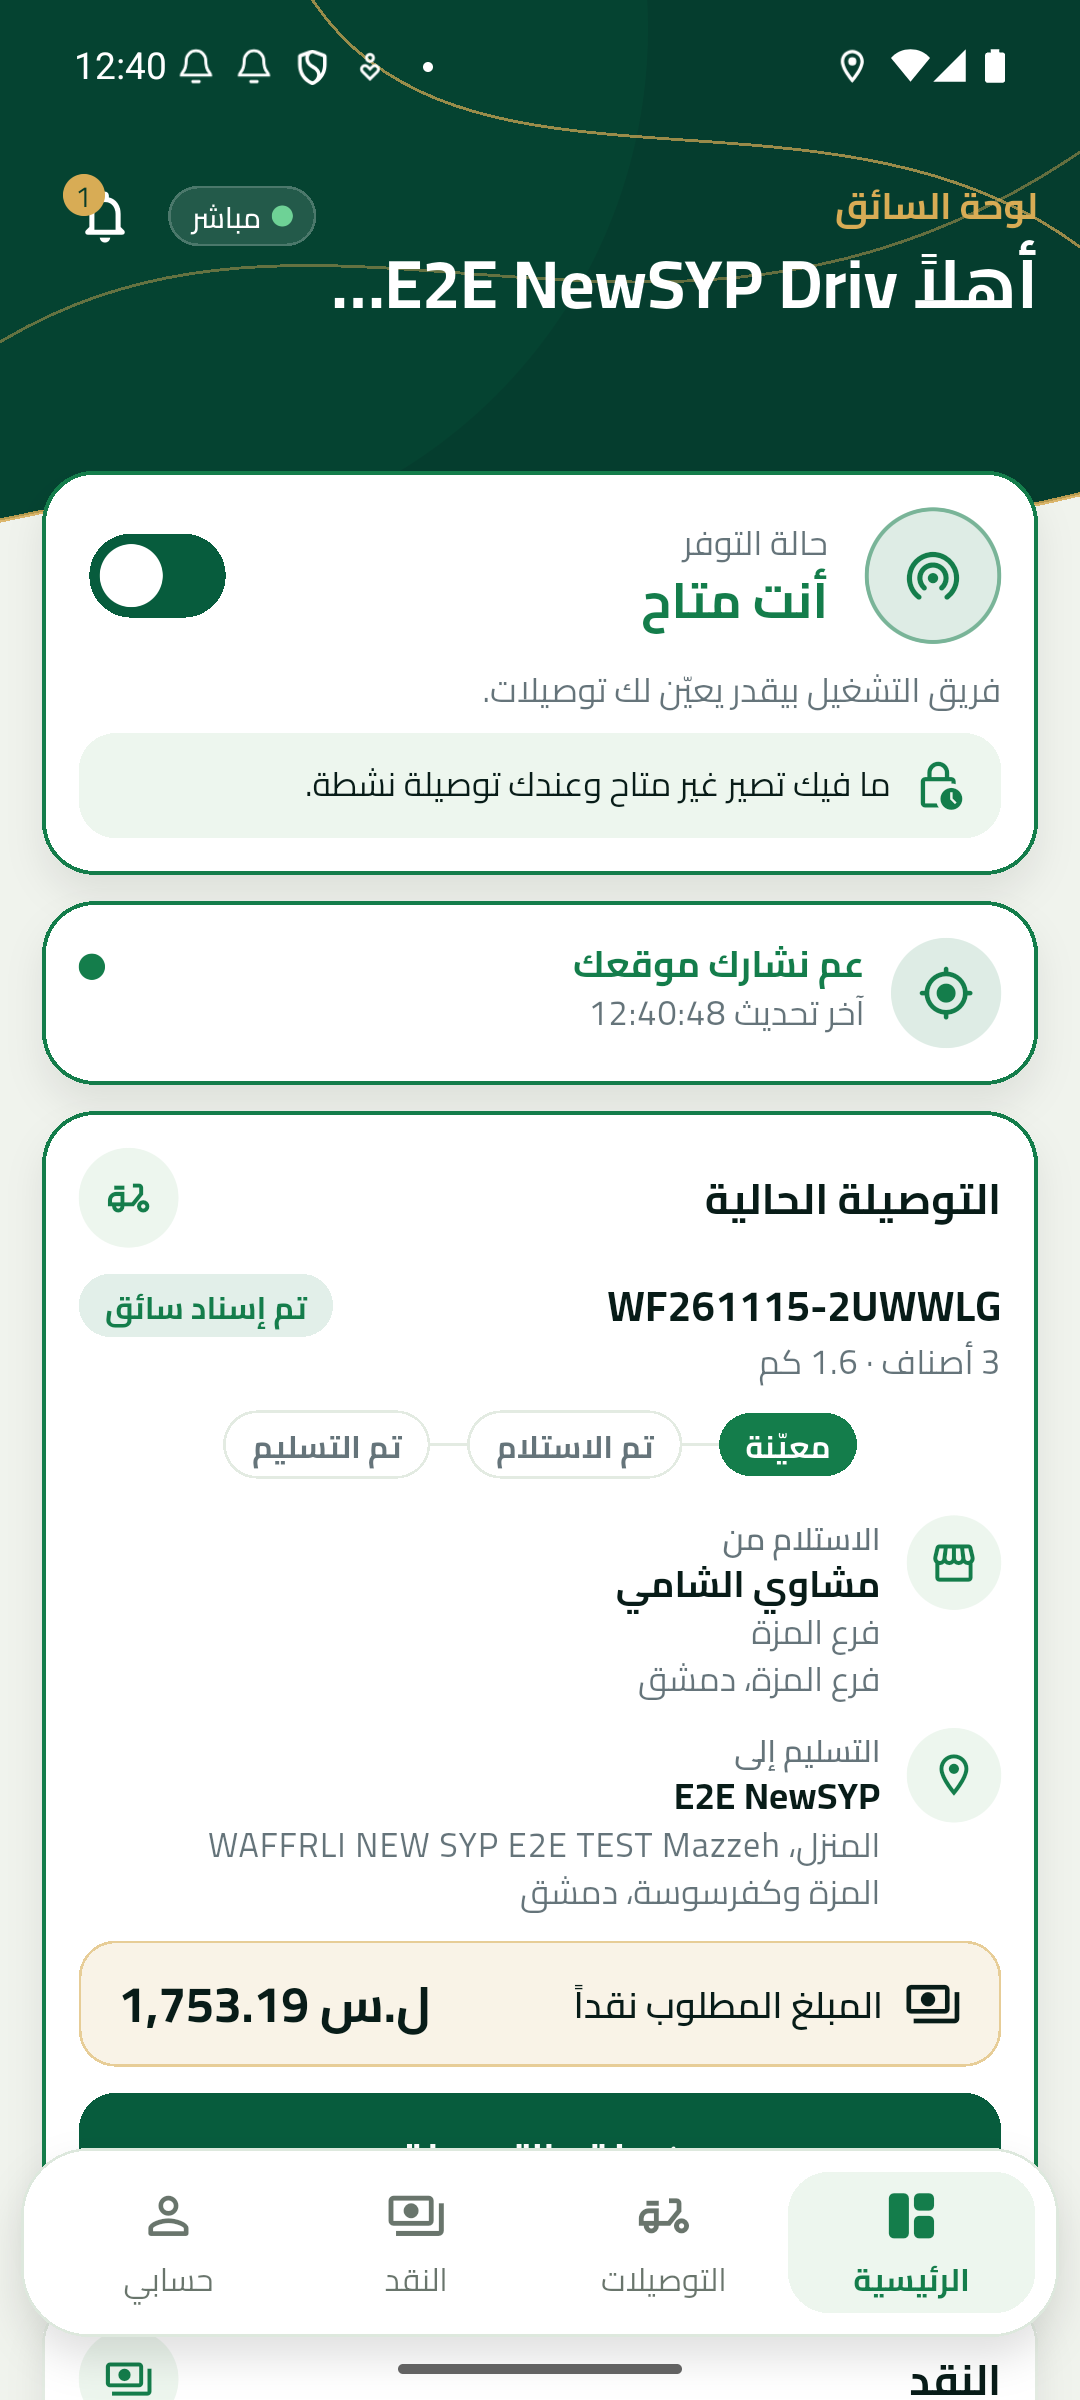 12:40
1
مباشر
لوحة السائق
أهلاً E2E NewSYP Driv...
حالة التوفر
أنت متاح
فريق التشغيل بيقدر يعيّن لك توصيلات.
ما فيك تصير غير متاح وعندك توصيلة نشطة.
عم نشارك موقعك
آخر تحديث 12:40:48
التوصيلة الحالية
WF261115-2UWWLG
تم إسناد سائق
3 أصناف · 1.6 كم
معيّنة
تم الاستلام
تم التسليم
الاستلام من
مشاوي الشامي
فرع المزة
فرع المزة، دمشق
التسليم إلى
E2E NewSYP
المنزل، WAFFRLI NEW SYP E2E TEST Mazzeh
المزة وكفرسوسة، دمشق
المبلغ المطلوب نقداً
ل.س 1,753.19
الرئيسية
التوصيلات
النقد
حسابي
النقد